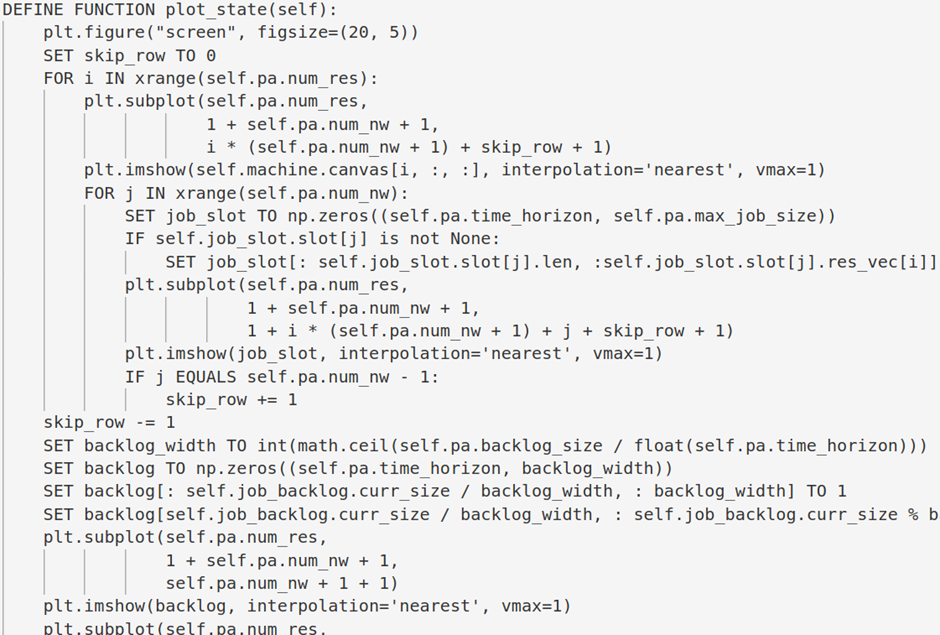 DEFINE FUNCTION plot_state(self):
plt.figure("screen", figsize=(20, 5))
SET skip_row TO 0
FOR i IN xrange(self.pa.num_res):
plt.subplot(self.pa.num_res,
1 + self.pa.num_nw + 1,
i * (self.pa.num_nw + 1) + skip_row + 1)
plt.imshow(self.machine.canvas[i, :, :], interpolation='nearest', vmax=1)
FOR j IN xrange(self.pa.num_nw):
SET job_slot TO np.zeros((self.pa.time_horizon, self.pa.max_job_size))
IF self.job_slot.slot[j] is not None:
SET job_slot[: self.job_slot.slot[j].len, :self.job_slot.slot[j].res_vec[i]]
plt.subplot(self.pa.num_res,
1 + self.pa.num_nw + 1,
1 + i * (self.pa.num_nw + 1) + j + skip_row + 1)
plt.imshow(job_slot, interpolation='nearest', vmax=1)
IF j EQUALS self.pa.num_nw - 1:
skip_row += 1
skip_row -= 1
SET backlog_width TO int(math.ceil(self.pa.backlog_size / float(self.pa.time_horizon)))
SET backlog TO np.zeros((self.pa.time_horizon, backlog_width))
SET backlog[: self.job_backlog.curr_size / backlog_width, : backlog_width] TO 1
SET backlog[self.job_backlog.curr_size / backlog_width, : self.job_backlog.curr_size %
plt.subplot(self.pa.num_res,
1 + self.pa.num_nw + 1,
self.pa.num_nw + 1 + 1)
plt.imshow(backlog, interpolation='nearest', vmax=1)
plt.subplot(self.pa.num_res,